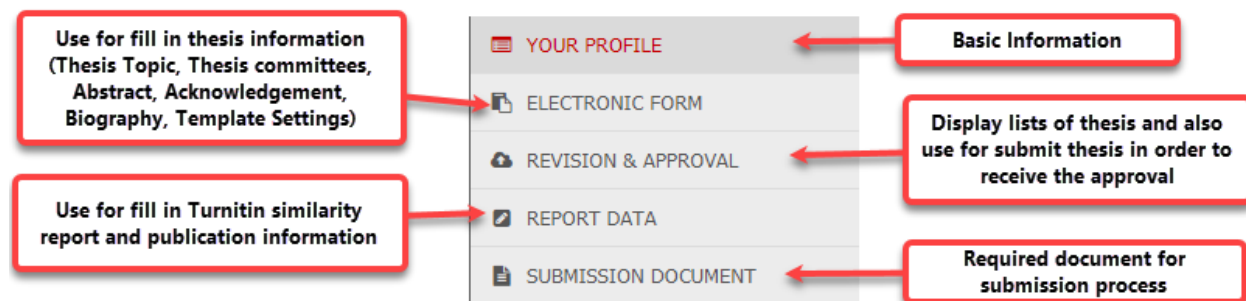 Use for fill in thesis information
(Thesis Topic, Thesis committees,
Abstract, Acknowledgement,
Biography, Template Settings)
Use for fill in Turnitin similarity
report and publication information
YOUR PROFILE
ELECTRONIC FORM
REVISION & APPROVAL
REPORT DATA
SUBMISSION DOCUMENT
Basic Information
Display lists of thesis and also
use for submit thesis in order to
receive the approval
Required document for
submission process